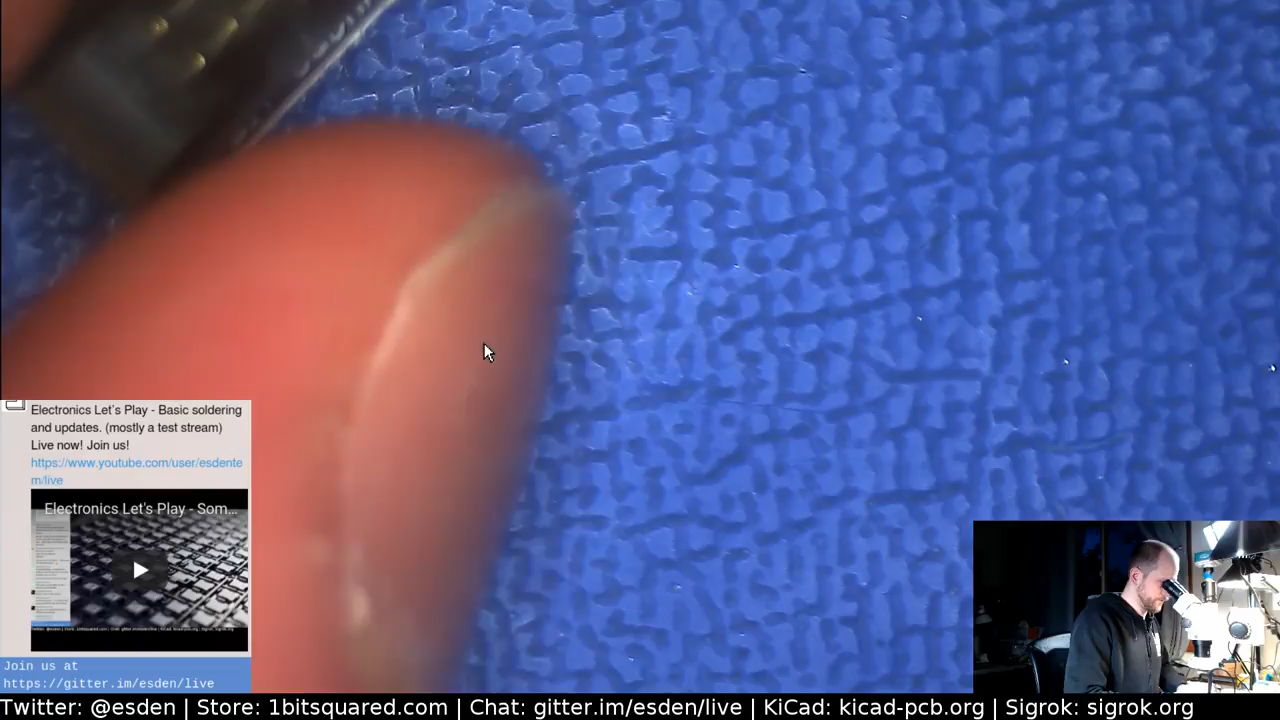 Electronics Let's Play - Basic soldering
and updates. (mostly a test stream)
Live now! Join us!
https://www.youtube.com/user/esdente
m/live
Electronics Let's Play - Som...
Join us at
https://gitter.im/esden/live
Twitter: @esden | Store: 1bitsquared.com | Chat: gitter.im/esden/live | KiCad: kicad-pcb.org | Sigrok: sigrok.org